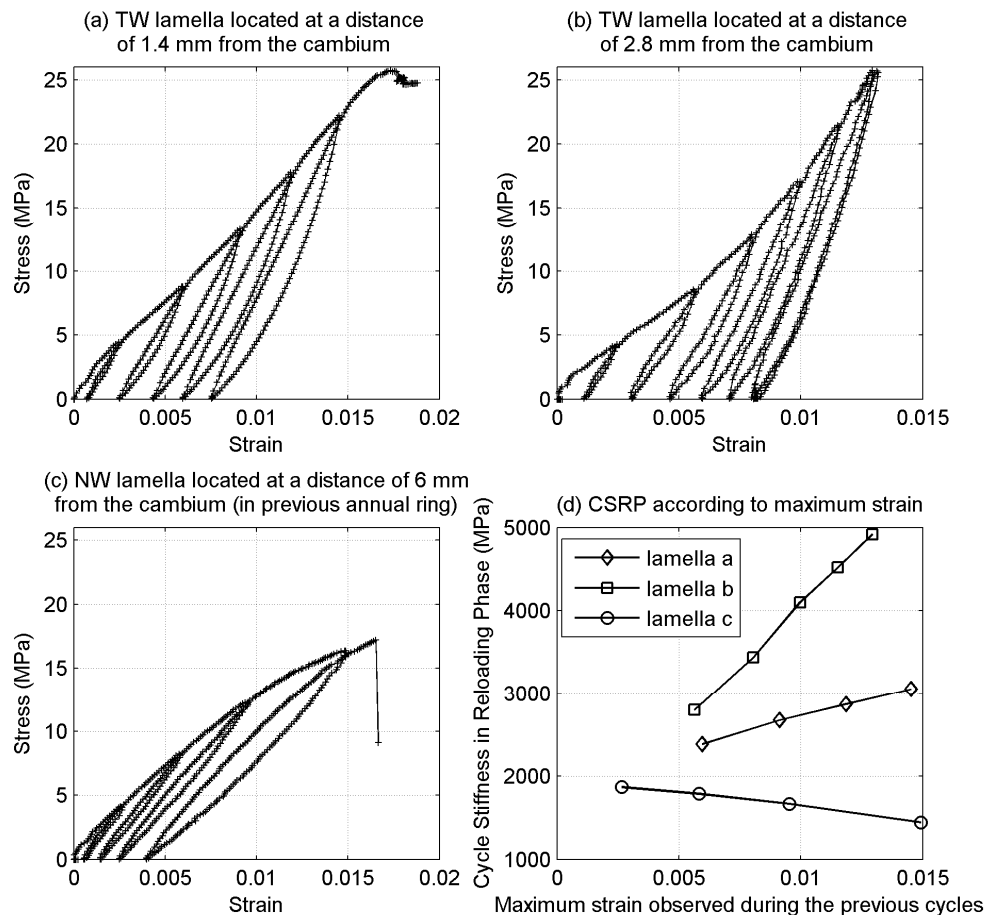 (a) TW lamella located at a distance
of 1.4 mm from the cambium
25
20
15
10
5
0
0
0.005
0.01
0.015
0.02
Stress (MPa)
Strain
(b) TW lamella located at a distance
of 2.8 mm from the cambium
25
20
15
10
5
0
0
0.005
0.01
0.015
Stress (MPa)
Strain
(c) NW lamella located at a distance of 6 mm
from the cambium (in previous annual ring)
25
20
15
10
5
0
0
0.005
0.01
0.015
0.02
Stress (MPa)
Strain
(d) CSRP according to maximum strain
5000
4000
3000
2000
1000
0
0.005
0.01
0.015
lamella a
lamella b
lamella c
Cycle Stiffness in Reloading Phase (MPa)
Maximum strain observed during the previous cycles